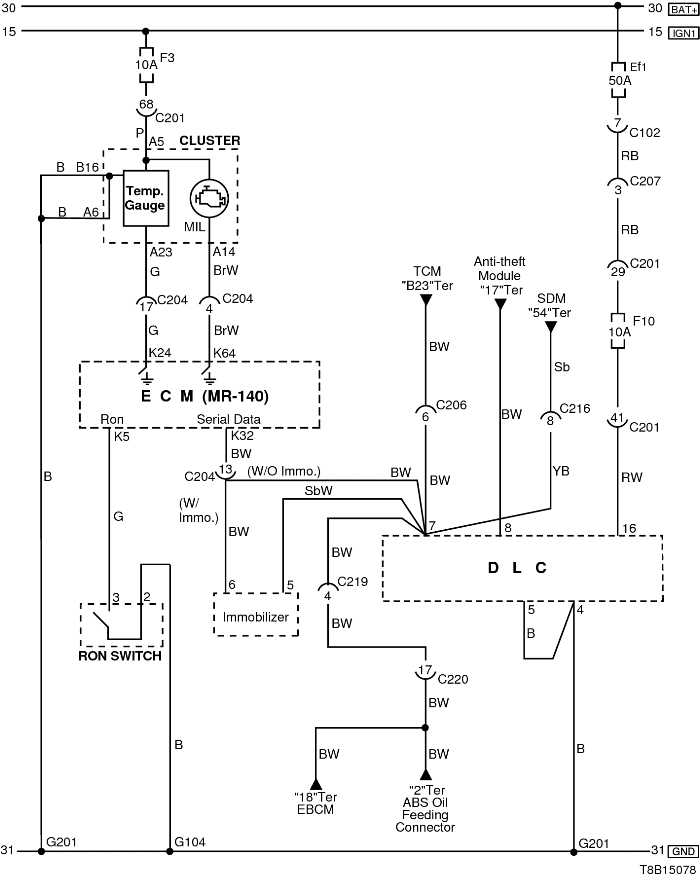 30
30 BAT+
15
15 IGN1
F3
10A
Ef1
50A
68
C201
7
C102
P
A5
RB
CLUSTER
B
B16
3
C207
Temp.
Gauge
B
A6
MIL
RB
A23
A14
G
BrW
C201
29
TCM
"B23"Ter
Anti-theft
Module
"17"Ter
SDM
"54"Ter
17
C204
4
C204
F10
10A
G
BrW
BW
K24
K64
Sb
E C M (MR-140)
C206
6
BW
C216
8
41
C201
Ron
Serial Data
K5
K32
BW
13
C204
(W/O Immo.)
BW
BW
YB
RW
B
SbW
(W/
Immo.)
G
BW
7
8
16
BW
D L C
6
5
C219
4
3
2
Immobilizer
BW
5
4
B
RON SWITCH
17
C220
BW
B
BW
BW
B
"18"Ter
EBCM
"2"Ter
ABS Oil
Feeding
Connector
G201
G104
G201
31
31 GND
T8B15078